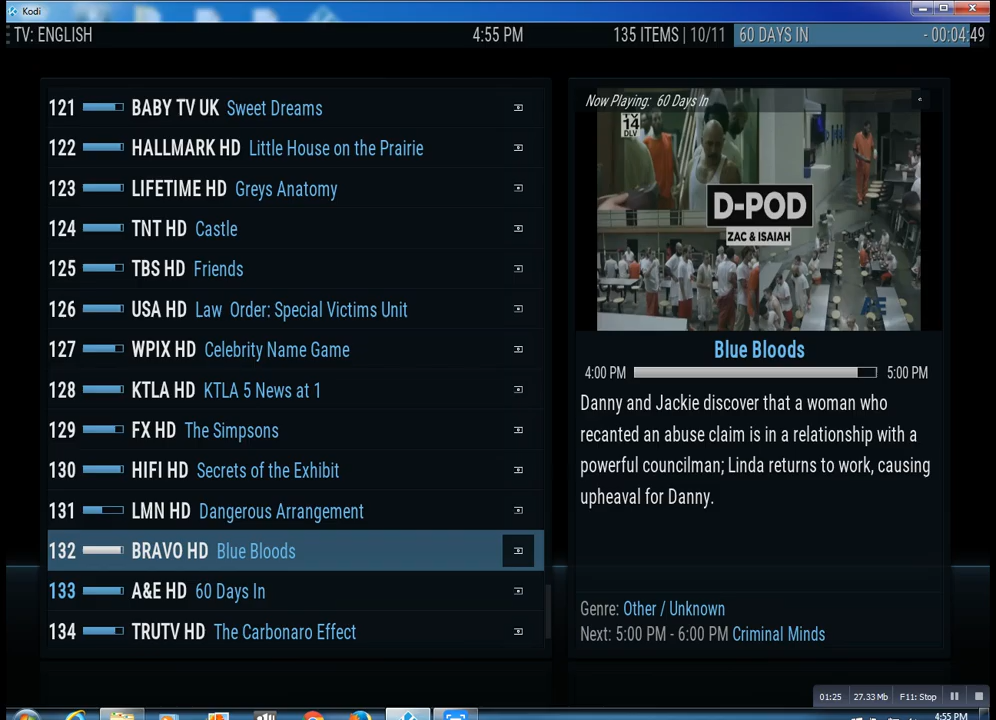 Kodi
TV: ENGLISH 4:55 PM 135 ITEMS | 10/11 60 DAYS IN - 00:04:49
121 BABY TV UK Sweet Dreams
122 HALLMARK HD Little House on the Prairie
123 LIFETIME HD Greys Anatomy
124 TNT HD Castle
125 TBS HD Friends
126 USA HD Law Order: Special Victims Unit
127 WPIX HD Celebrity Name Game
128 KTLA HD KTLA 5 News at 1
129 FX HD The Simpsons
130 HIFI HD Secrets of the Exhibit
131 LMN HD Dangerous Arrangement
132 BRAVO HD Blue Bloods
133 A&E HD 60 Days In
134 TRUTV HD The Carbonaro Effect
Now Playing: 60 Days In
TV
14
DLV
D-POD
ZAC & ISAIAH
A&E
Blue Bloods
4:00 PM 5:00 PM
Danny and Jackie discover that a woman who
recanted an abuse claim is in a relationship with a
powerful councilman; Linda returns to work, causing
upheaval for Danny.
Genre: Other / Unknown
Next: 5:00 PM - 6:00 PM Criminal Minds
01:25 27.33 Mb F11: Stop
4:55 PM